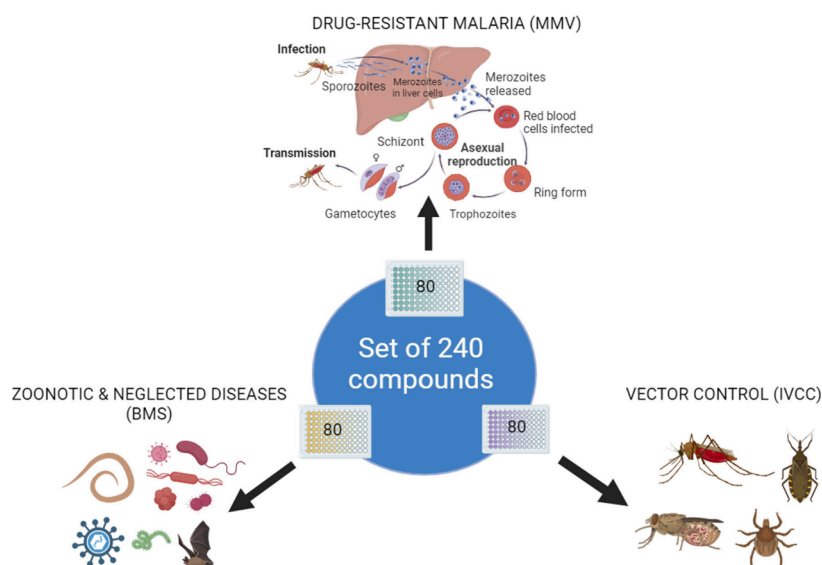 DRUG-RESISTANT MALARIA (MMV)
Infection
Sporozoites
Merozoites
in liver cells
Merozoites
released
Red blood
cells infected
Schizont
Asexual
reproduction
Transmission
♀
♂
Ring form
Gametocytes
Trophozoites
80
Set of 240
compounds
ZOONOTIC & NEGLECTED DISEASES
(BMS)
80
80
VECTOR CONTROL (IVCC)